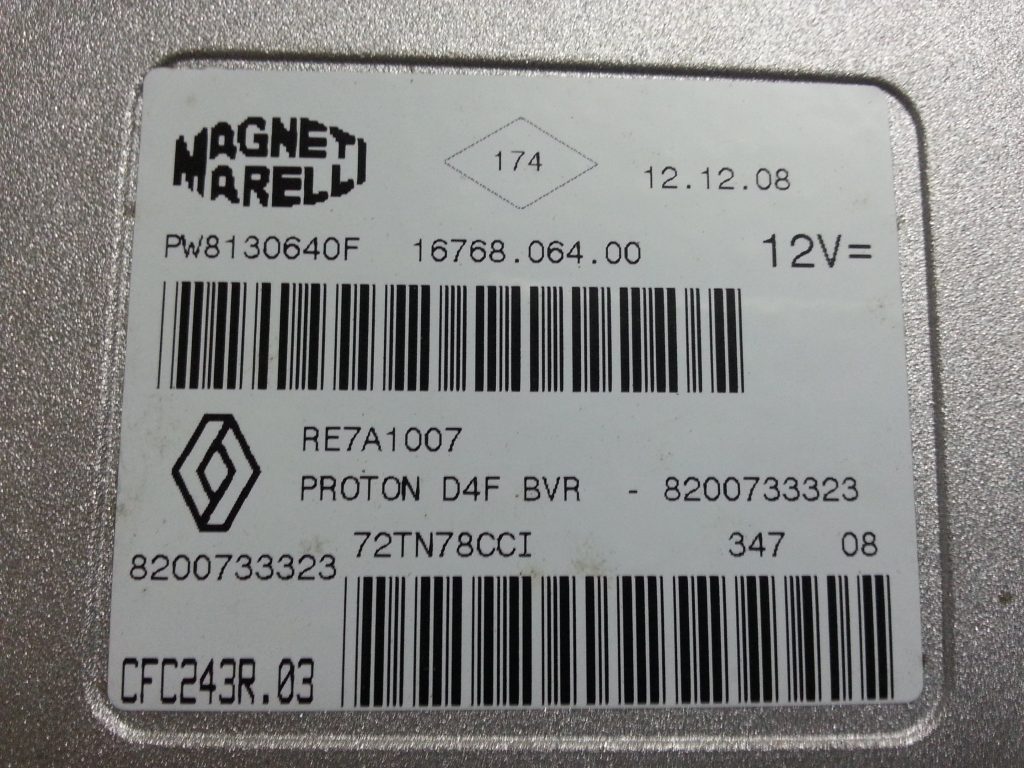 MAGNETI
MARELLI
174
12.12.08
PW8130640F 16768.064.00 12V=
RE7A1007
PROTON D4F BVR - 8200733323
72TN78CCI 347 08
8200733323
CFC243R.03